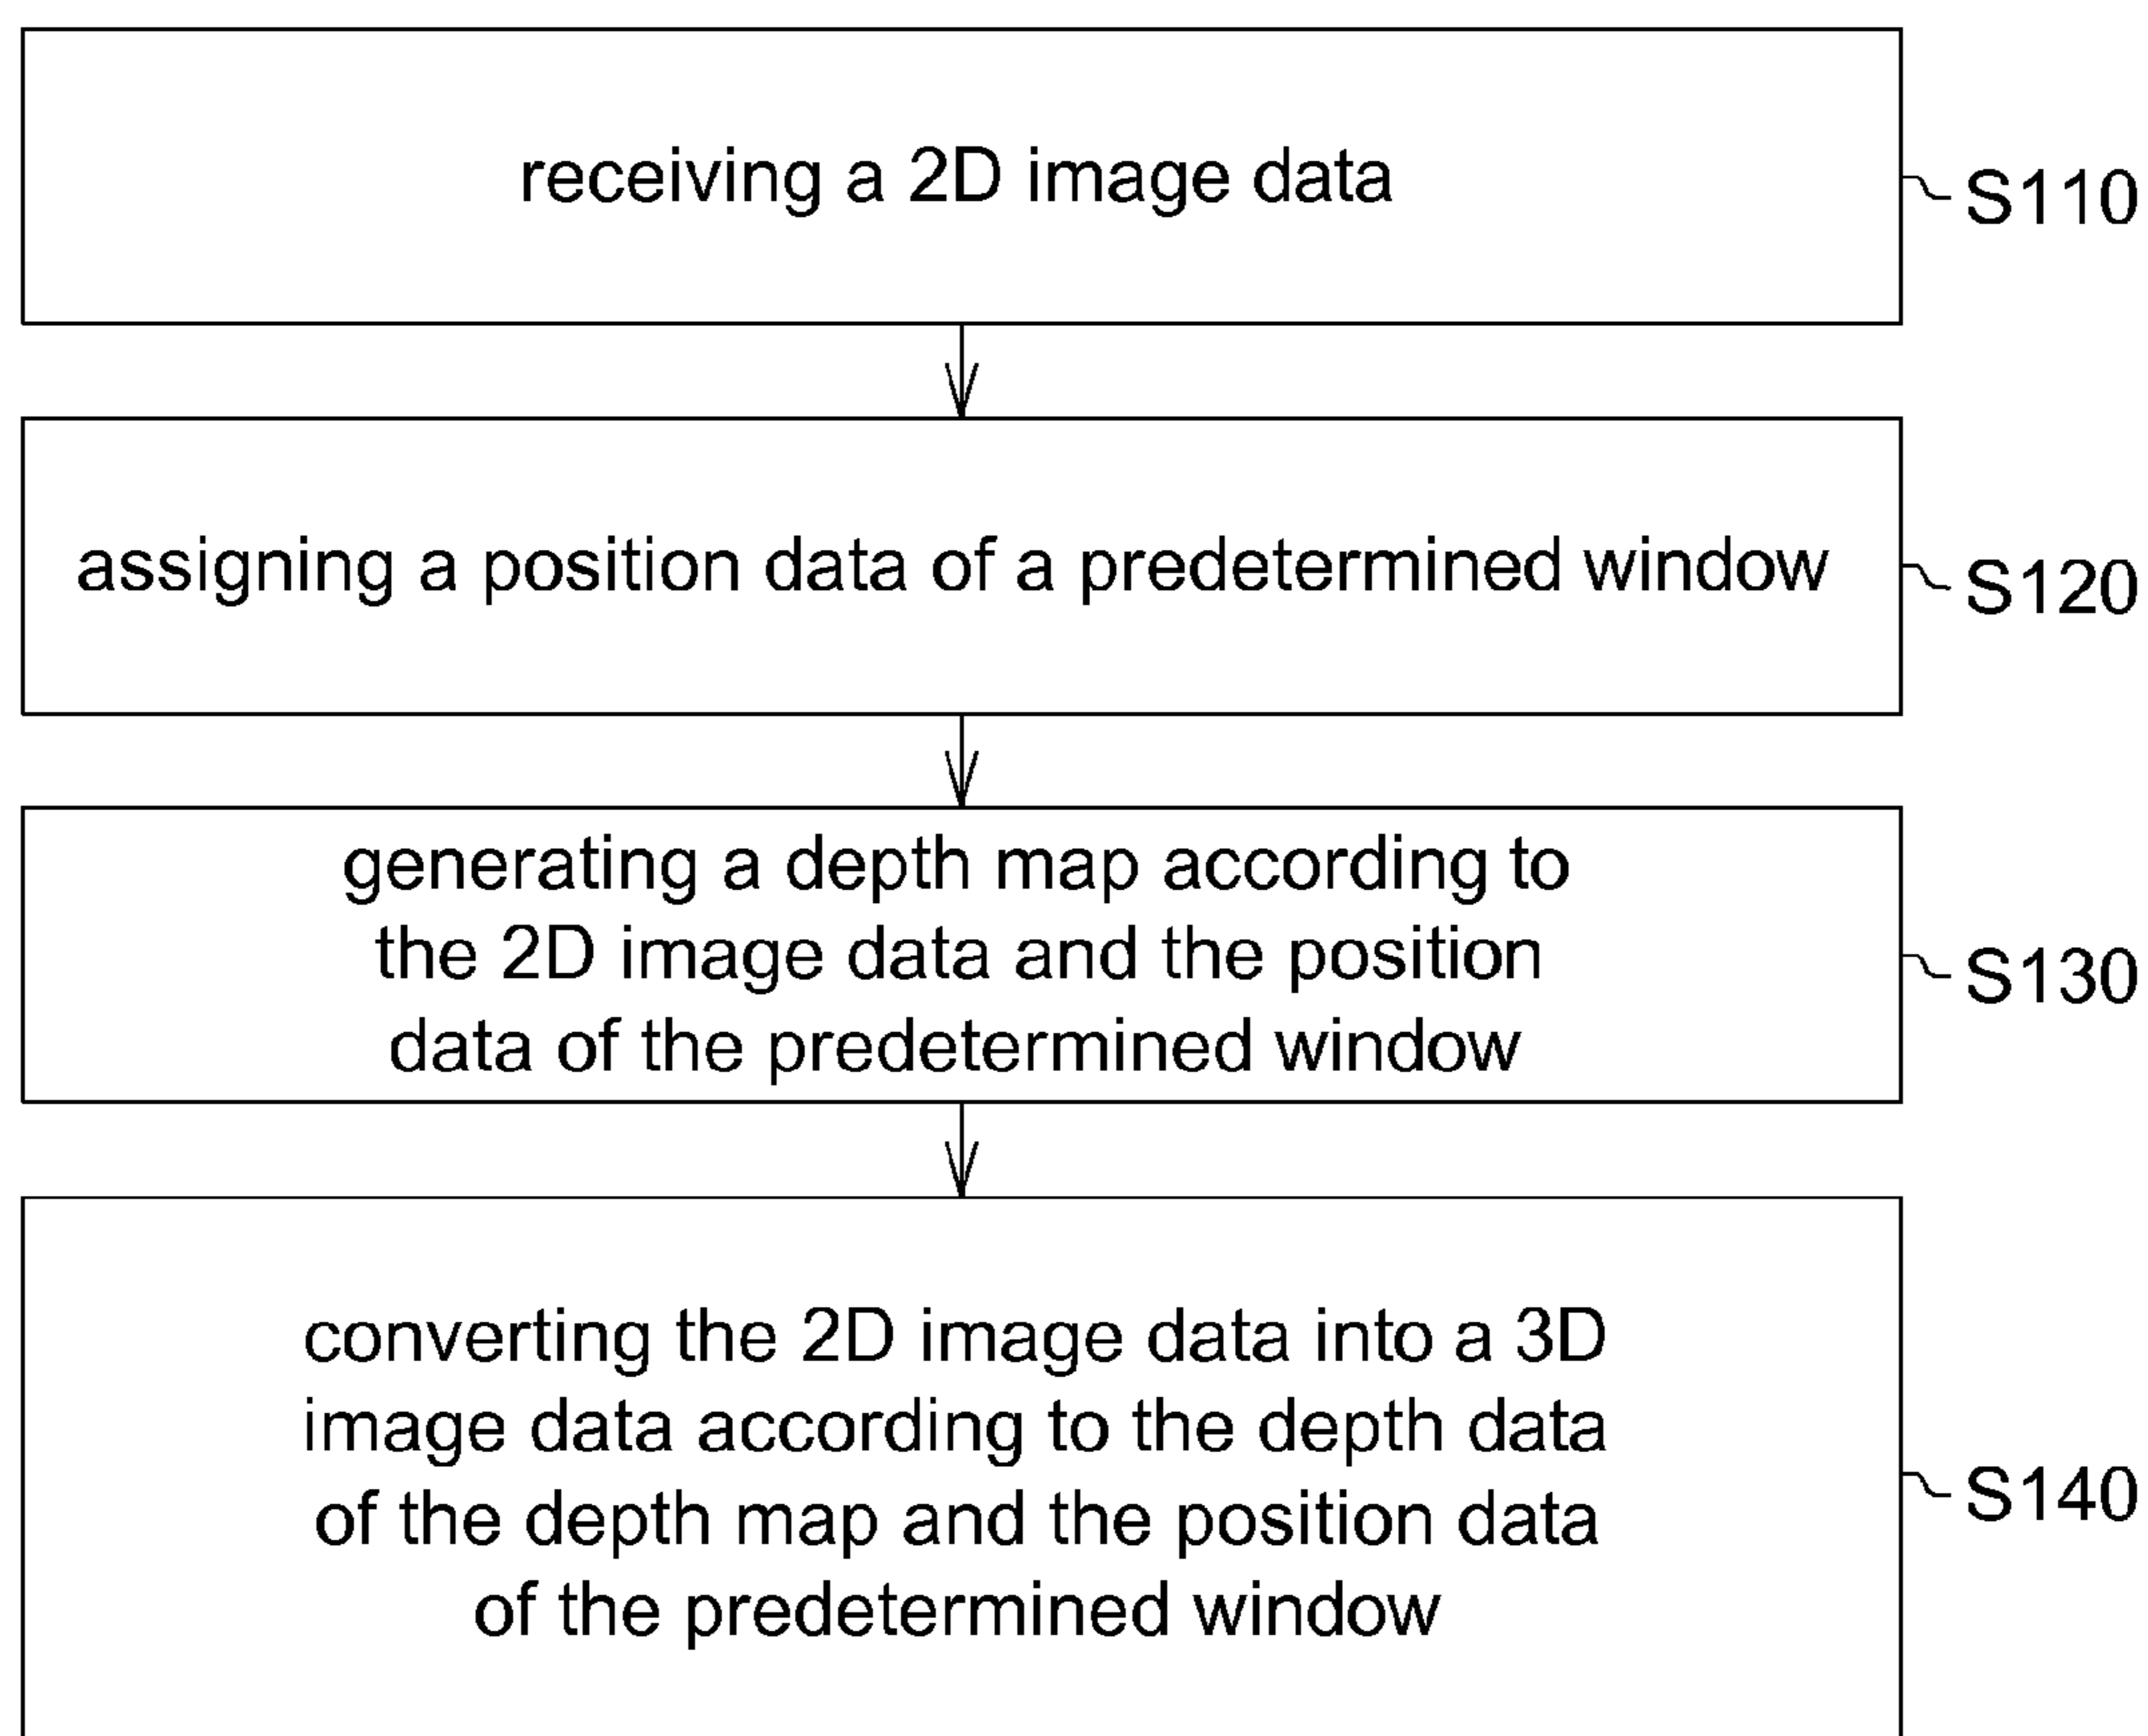 receiving a 2D image data
S110
assigning a position data of a predetermined window
S120
generating a depth map according to
the 2D image data and the position
data of the predetermined window
S130
converting the 2D image data into a 3D
image data according to the depth data
of the depth map and the position data
of the predetermined window
S140